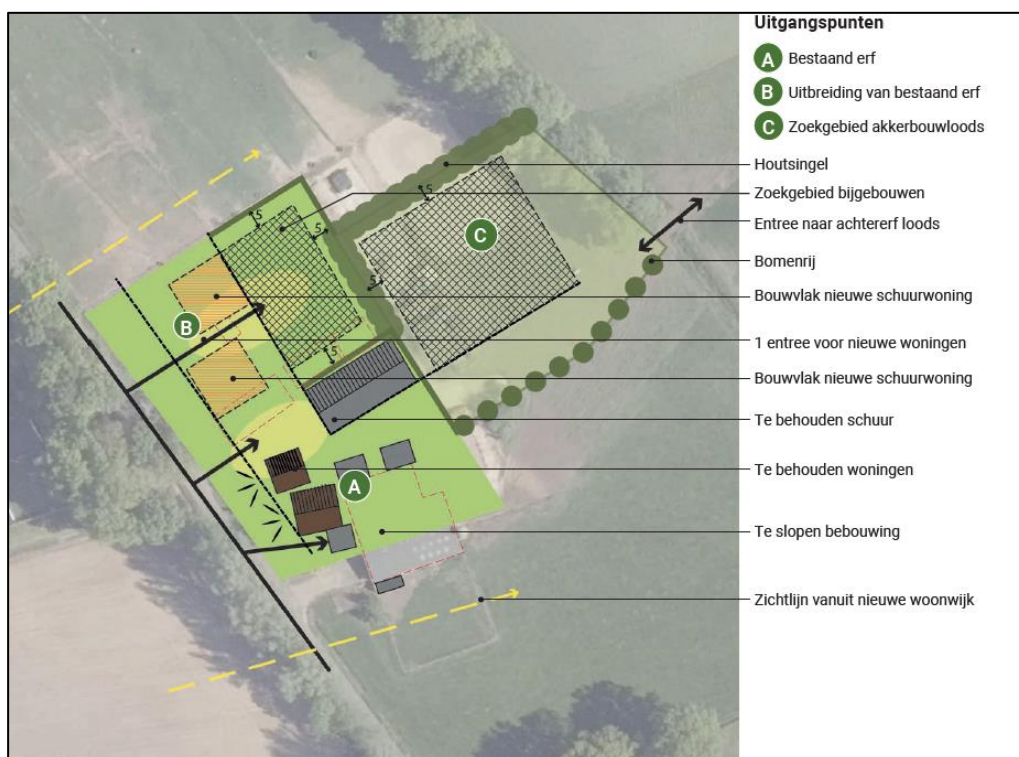 Uitgangspunten
A Bestaand erf
B Uitbreiding van bestaand erf
C Zoekgebied akkerbouwloods
Houtsingel
Zoekgebied bijgebouwen
Entree naar achtererf loods
Bomenrij
Bouwvlak nieuwe schuurwoning
1 entree voor nieuwe woningen
Bouwvlak nieuwe schuurwoning
Te behouden schuur
Te behouden woningen
Te slopen bebouwing
Zichtlijn vanuit nieuwe woonwijk
5
5
5
5
5
C
B
A